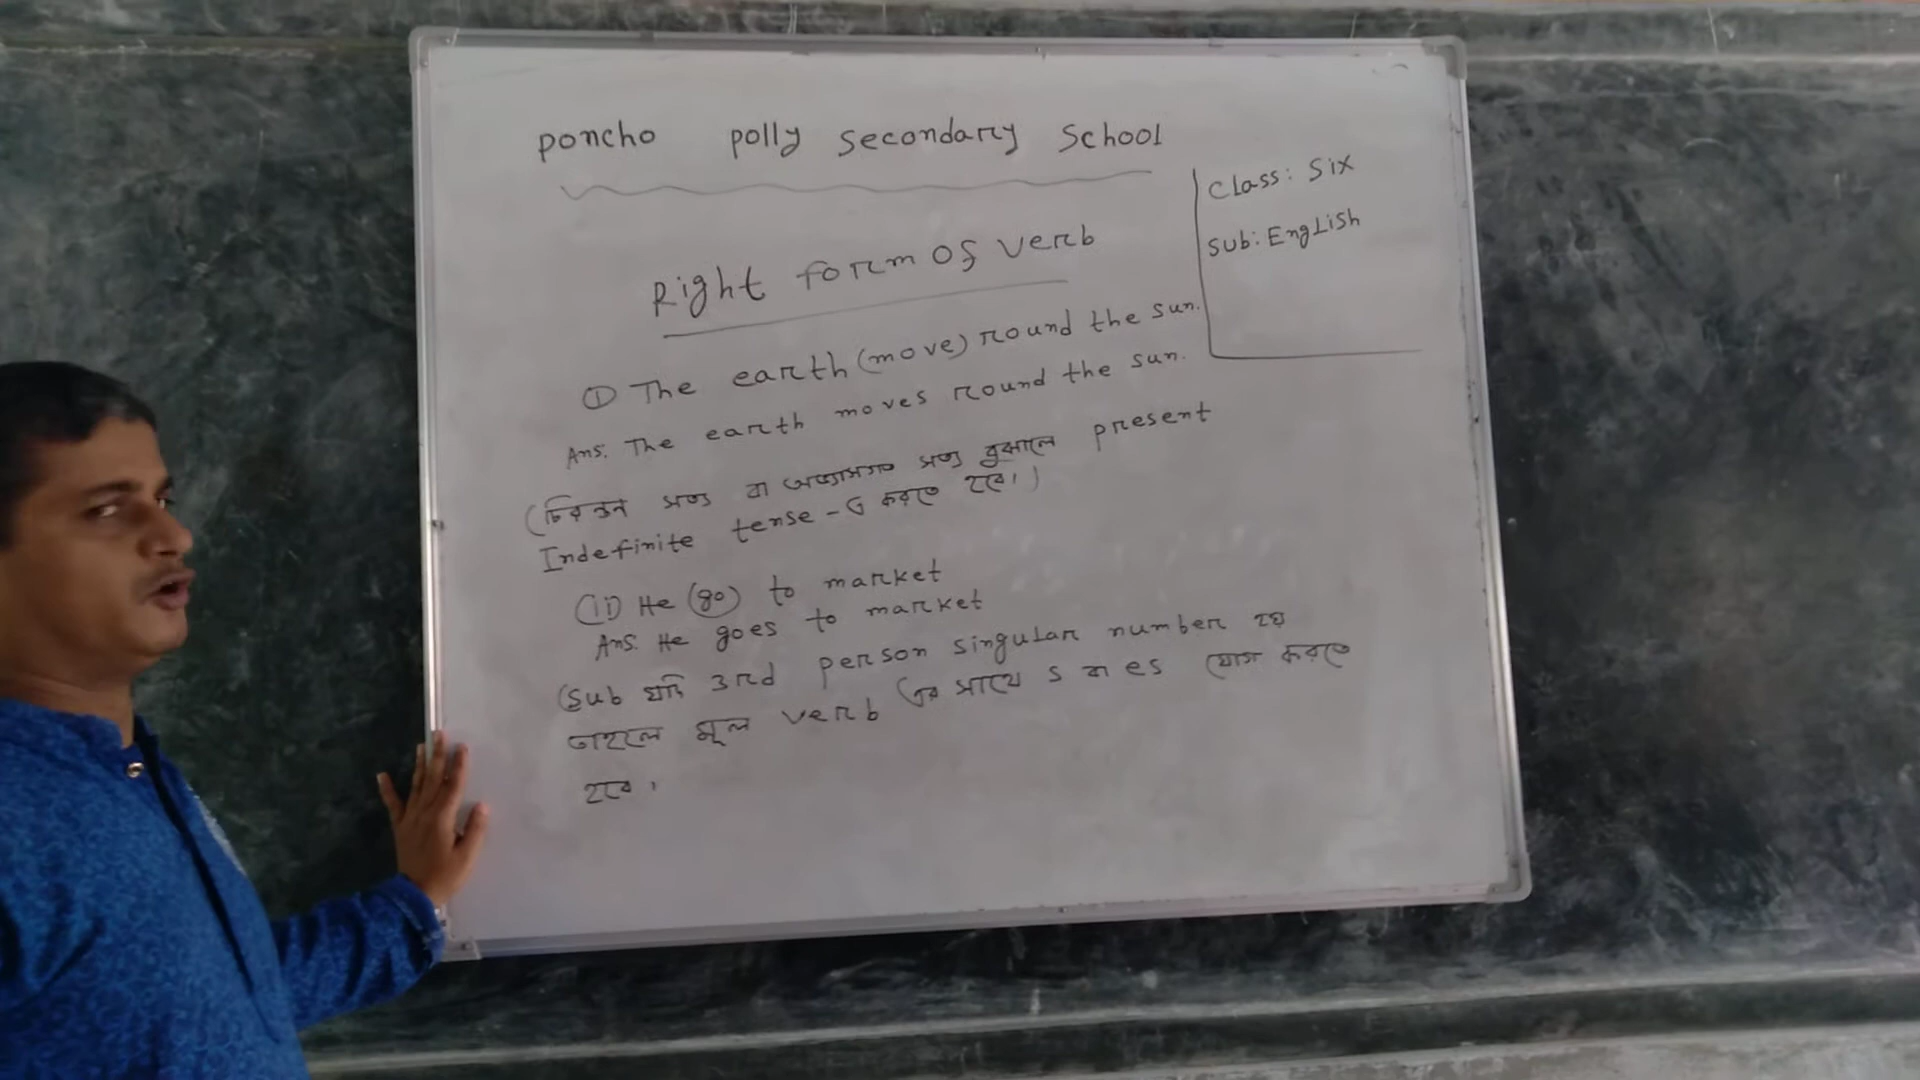 poncho polly secondary School
Class: Six
Sub: English
Right form of verb
① The earth (move) round the sun.
Ans: The earth moves round the sun.
(চিরন্তন সত্য বা অভ্যাসগত সত্য বুঝালে present
Indefinite tense - এ করতে হবে।)
(ii) He (go) to market
Ans: He goes to market
(Sub যদি 3rd person singular number হয়
তাহলে মূল verb এর সাথে s বা es যোগ করতে
হবে।